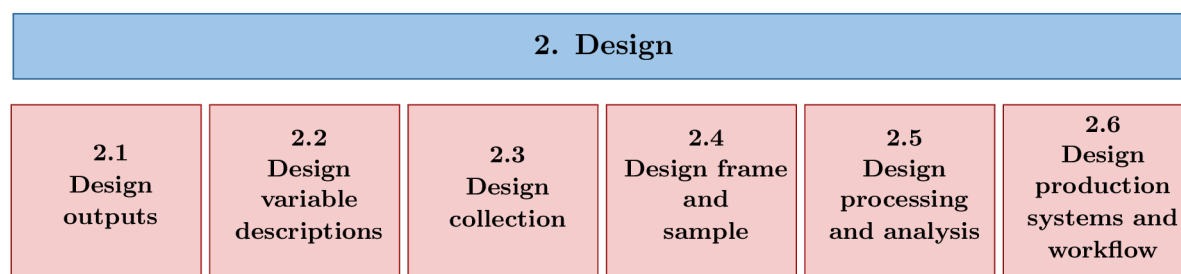 2. Design
2.1
Design
outputs
2.2
Design
variable
descriptions
2.3
Design
collection
2.4
Design frame
and
sample
2.5
Design
processing
and analysis
2.6
Design
production
systems and
workflow